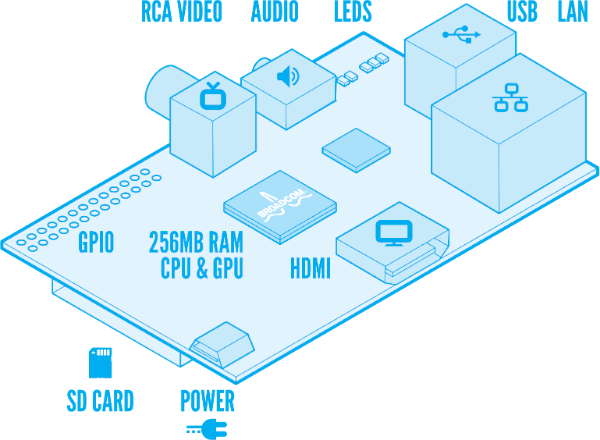 RCA VIDEO
AUDIO
LEDS
USB
LAN
BROADCOM
GPIO
256MB RAM
CPU & GPU
HDMI
SD CARD
POWER